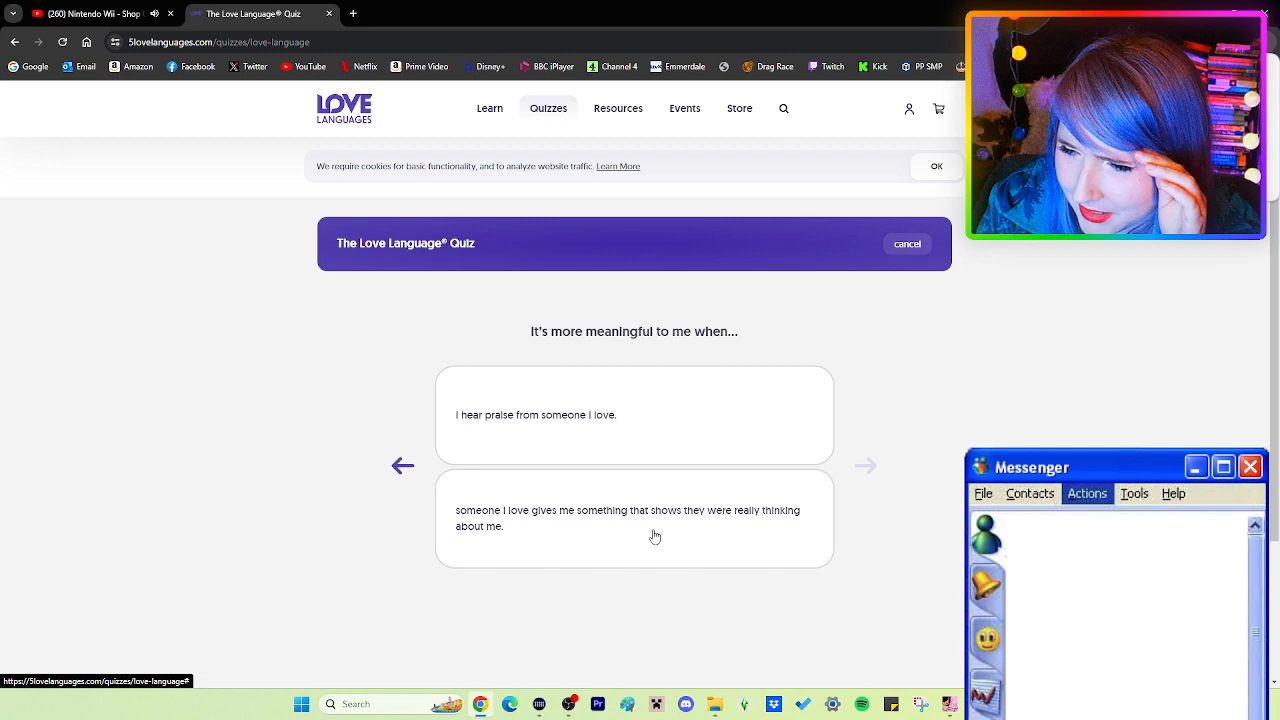 (260) Nintendo Wii - Shop
The Love Language® Quiz
5lovelanguages.com/quizzes/love-language
Google
Email
Amazon
Facebook
Twitter
YouTube
Netflix
Prime Video
Disney+
Channel 4
Emmerdale
Drag Race
Twitch
Kick
PP SMP
LOVE
LANGUAGES
Learn
Quizzes
Resources
Events
Store
We require cookies for basic functionality, and to analyze website traffic. Learn More
OK
The Love Language® Quiz
cancel
It's more meaningful to me when...
I hear praise from someone I love.
someone I love gives me something that shows they were really thinking
about me.
Messenger
File Contacts Actions Tools Help
https://5lovelanguages.com/quizzes/love-language#
Search